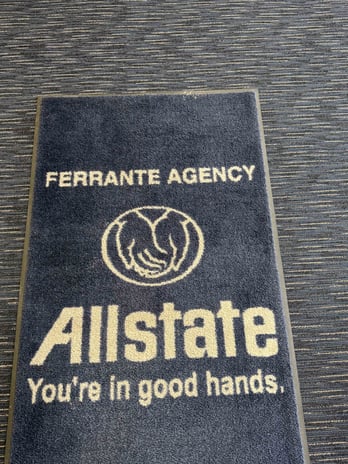 FERRANTE AGENCY
Allstate
You're in good hands.